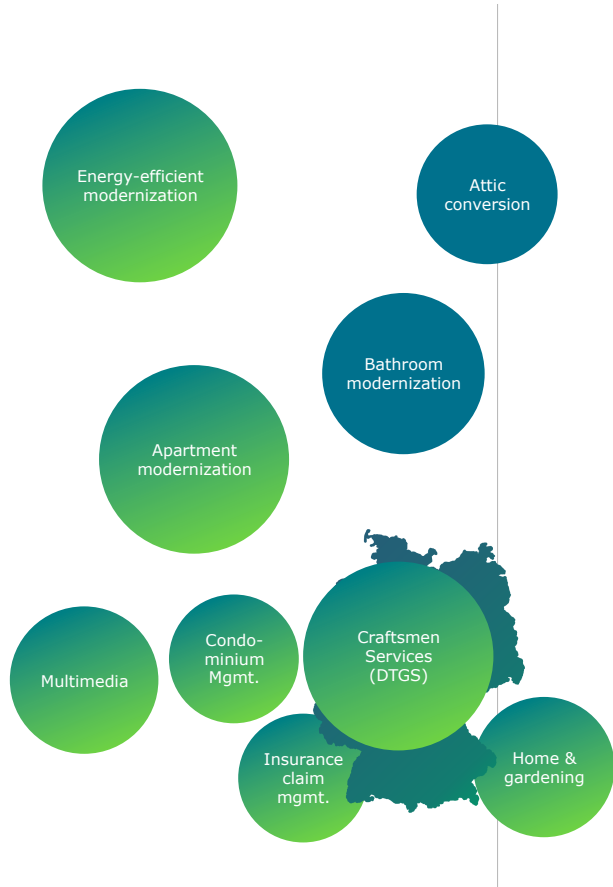 Energy-efficient
modernization
Attic
conversion
Bathroom
modernization
Apartment
modernization
Condo-
minium
Mgmt.
Craftsmen
Services
(DTGS)
Multimedia
Insurance
claim
mgmt.
Home &
gardening